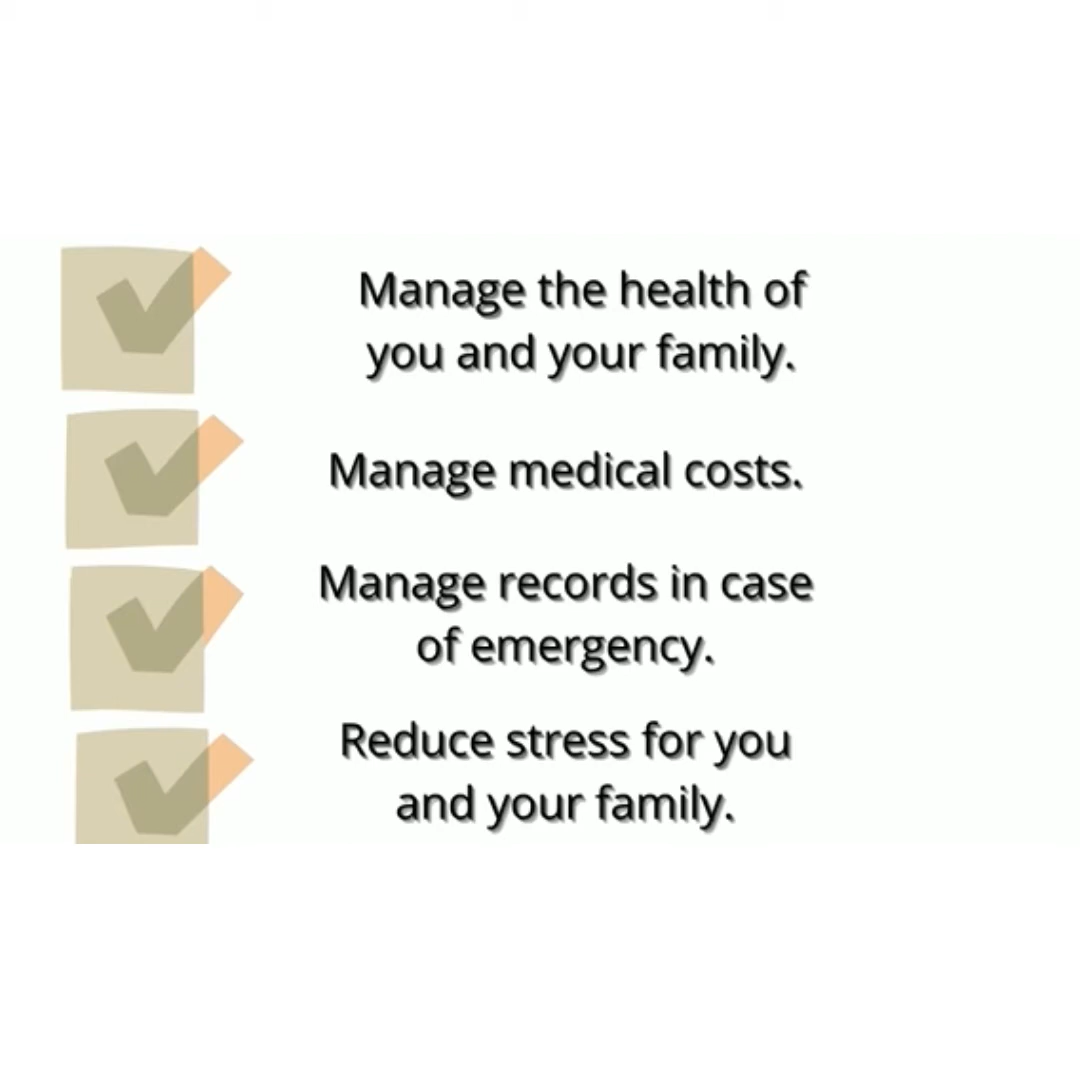 Manage the health of
you and your family.
Manage medical costs.
Manage records in case
of emergency.
Reduce stress for you
and your family.